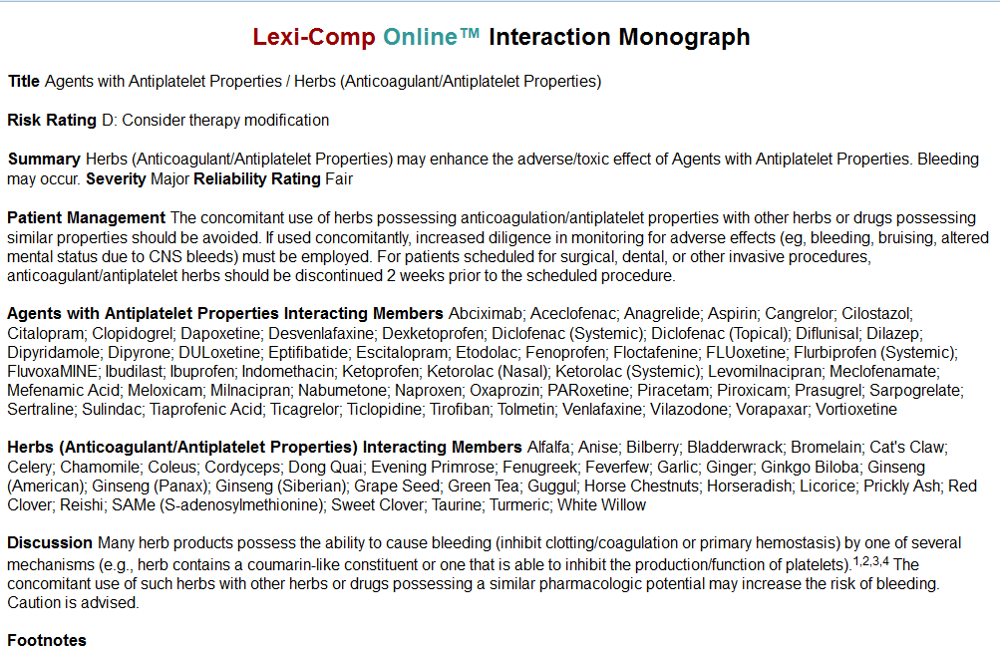 Lexi-Comp Online™ Interaction Monograph
Title Agents with Antiplatelet Properties / Herbs (Anticoagulant/Antiplatelet Properties)
Risk Rating D: Consider therapy modification
Summary Herbs (Anticoagulant/Antiplatelet Properties) may enhance the adverse/toxic effect of Agents with Antiplatelet Properties. Bleeding
may occur. Severity Major Reliability Rating Fair
Patient Management The concomitant use of herbs possessing anticoagulation/antiplatelet properties with other herbs or drugs possessing
similar properties should be avoided. If used concomitantly, increased diligence in monitoring for adverse effects (eg, bleeding, bruising, altered
mental status due to CNS bleeds) must be employed. For patients scheduled for surgical, dental, or other invasive procedures,
anticoagulant/antiplatelet herbs should be discontinued 2 weeks prior to the scheduled procedure.
Agents with Antiplatelet Properties Interacting Members Abciximab; Aceclofenac; Anagrelide; Aspirin; Cangrelor; Cilostazol;
Citalopram; Clopidogrel; Dapoxetine; Desvenlafaxine; Dexketoprofen; Diclofenac (Systemic); Diclofenac (Topical); Diflunisal; Dilazep;
Dipyridamole; Dipyrone; DULoxetine; Eptifibatide; Escitalopram; Etodolac; Fenoprofen; Floctafenine; FLUoxetine; Flurbiprofen (Systemic);
FluvoxaMINE; Ibudilast; Ibuprofen; Indomethacin; Ketoprofen; Ketorolac (Nasal); Ketorolac (Systemic); Levomilnacipran; Meclofenamate;
Mefenamic Acid; Meloxicam; Milnacipran; Nabumetone; Naproxen; Oxaprozin; PARoxetine; Piracetam; Piroxicam; Prasugrel; Sarpogrelate;
Sertraline; Sulindac; Tiaprofenic Acid; Ticagrelor; Ticlopidine; Tirofiban; Tolmetin; Venlafaxine; Vilazodone; Vorapaxar; Vortioxetine
Herbs (Anticoagulant/Antiplatelet Properties) Interacting Members Alfalfa; Anise; Bilberry; Bladderwrack; Bromelain; Cat's Claw;
Celery; Chamomile; Coleus; Cordyceps; Dong Quai; Evening Primrose; Fenugreek; Feverfew; Garlic; Ginger; Ginkgo Biloba; Ginseng
(American); Ginseng (Panax); Ginseng (Siberian); Grape Seed; Green Tea; Guggul; Horse Chestnuts; Horseradish; Licorice; Prickly Ash; Red
Clover; Reishi; SAMe (S-adenosylmethionine); Sweet Clover; Taurine; Turmeric; White Willow
Discussion Many herb products possess the ability to cause bleeding (inhibit clotting/coagulation or primary hemostasis) by one of several
mechanisms (e.g., herb contains a coumarin-like constituent or one that is able to inhibit the production/function of platelets).1,2,3,4 The
concomitant use of such herbs with other herbs or drugs possessing a similar pharmacologic potential may increase the risk of bleeding.
Caution is advised.
Footnotes